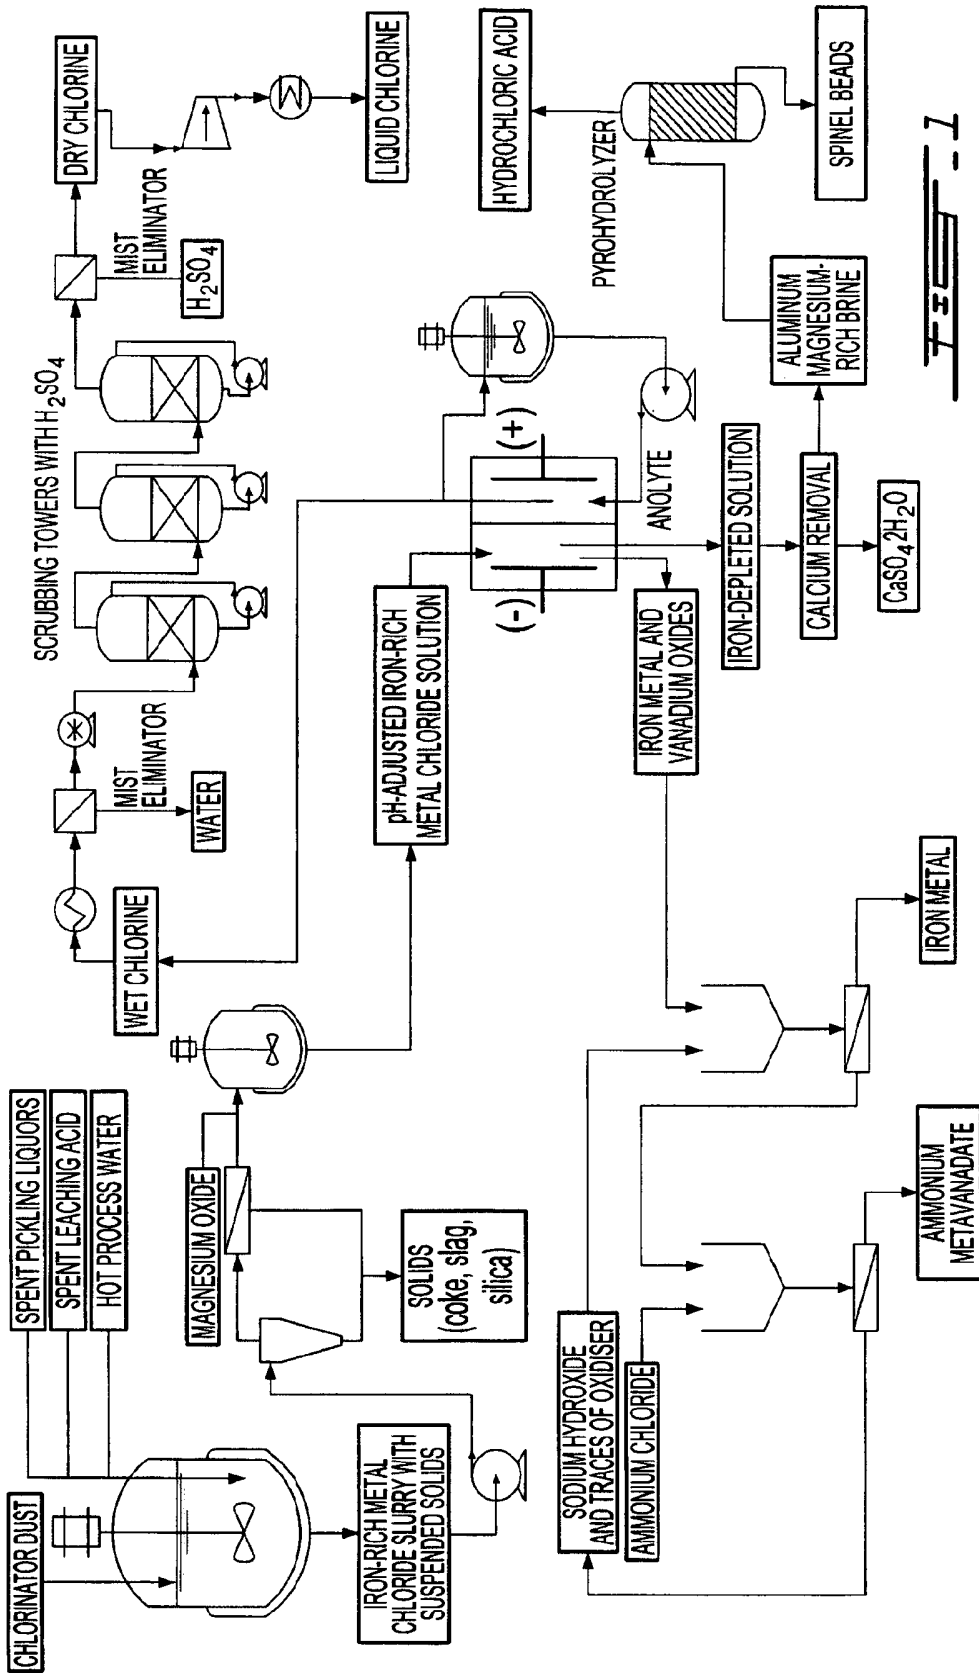 CHLORINATOR DUST
SPENT PICKLING LIQUORS
SPENT LEACHING ACID
HOT PROCESS WATER
IRON-RICH METAL
CHLORIDE SLURRY WITH
SUSPENDED SOLIDS
MAGNESIUM OXIDE
SOLIDS
(coke, slag,
silica)
WET CHLORINE
MIST
ELIMINATOR
WATER
SCRUBBING TOWERS WITH H2SO4
MIST
ELIMINATOR
H2SO4
DRY CHLORINE
LIQUID CHLORINE
pH-ADJUSTED IRON-RICH
METAL CHLORIDE SOLUTION
(-)
(+)
ANOLYTE
IRON METAL AND
VANADIUM OXIDES
IRON-DEPLETED SOLUTION
CALCIUM REMOVAL
CaSO4 2H2O
ALUMINUM
MAGNESIUM-
RICH BRINE
PYROHYDROLYZER
HYDROCHLORIC ACID
SPINEL BEADS
SODIUM HYDROXIDE
AND TRACES OF OXIDISER
AMMONIUM CHLORIDE
AMMONIUM
METAVANADATE
IRON METAL